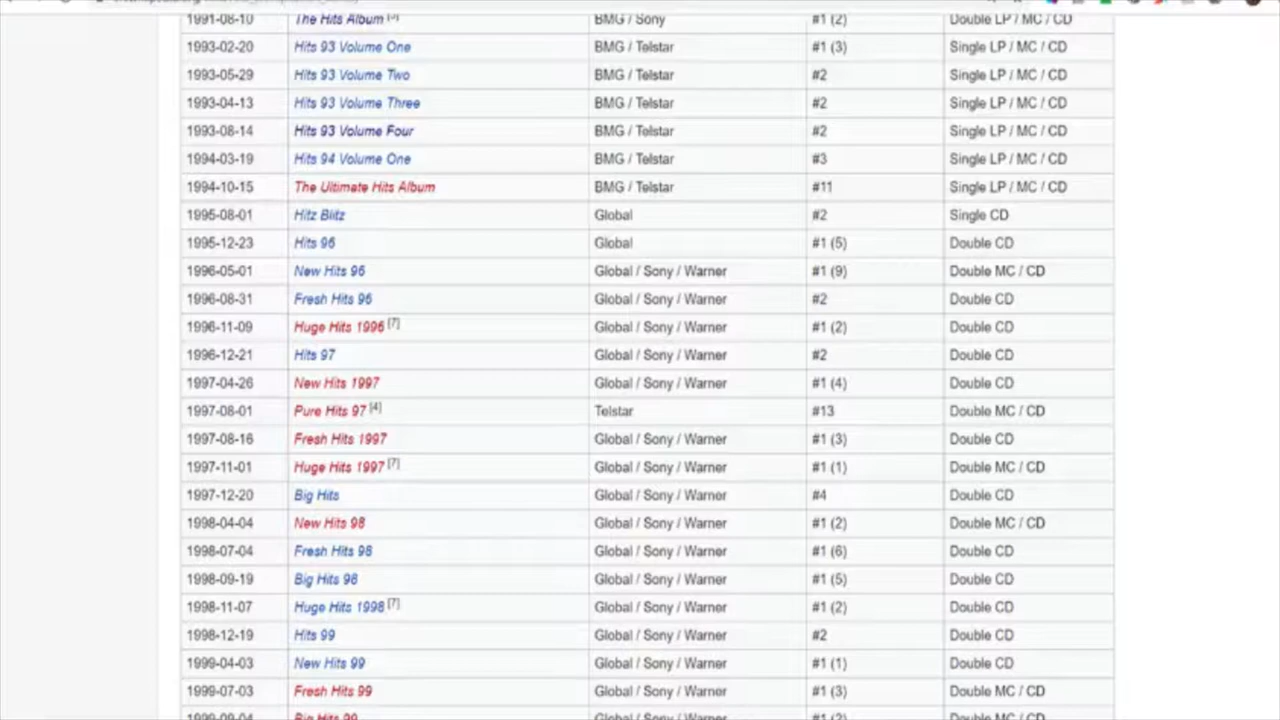 1991-08-10 The Hits Album BMG / Sony #1 (2) Double LP / MC / CD
1993-02-20 Hits 93 Volume One BMG / Telstar #1 (3) Single LP / MC / CD
1993-05-29 Hits 93 Volume Two BMG / Telstar #2 Single LP / MC / CD
1993-04-13 Hits 93 Volume Three BMG / Telstar #2 Single LP / MC / CD
1993-08-14 Hits 93 Volume Four BMG / Telstar #2 Single LP / MC / CD
1994-03-19 Hits 94 Volume One BMG / Telstar #3 Single LP / MC / CD
1994-10-15 The Ultimate Hits Album BMG / Telstar #11 Single LP / MC / CD
1995-08-01 Hitz Blitz Global #2 Single CD
1995-12-23 Hits 96 Global #1 (5) Double CD
1996-05-01 New Hits 96 Global / Sony / Warner #1 (9) Double MC / CD
1996-08-31 Fresh Hits 96 Global / Sony / Warner #2 Double CD
1996-11-09 Huge Hits 1996 [7] Global / Sony / Warner #1 (2) Double CD
1996-12-21 Hits 97 Global / Sony / Warner #2 Double CD
1997-04-26 New Hits 1997 Global / Sony / Warner #1 (4) Double CD
1997-08-01 Pure Hits 97 [4] Telstar #13 Double MC / CD
1997-08-16 Fresh Hits 1997 Global / Sony / Warner #1 (3) Double CD
1997-11-01 Huge Hits 1997 [7] Global / Sony / Warner #1 (1) Double MC / CD
1997-12-20 Big Hits Global / Sony / Warner #4 Double CD
1998-04-04 New Hits 98 Global / Sony / Warner #1 (2) Double MC / CD
1998-07-04 Fresh Hits 98 Global / Sony / Warner #1 (6) Double CD
1998-09-19 Big Hits 98 Global / Sony / Warner #1 (5) Double CD
1998-11-07 Huge Hits 1998 [7] Global / Sony / Warner #1 (2) Double CD
1998-12-19 Hits 99 Global / Sony / Warner #2 Double CD
1999-04-03 New Hits 99 Global / Sony / Warner #1 (1) Double CD
1999-07-03 Fresh Hits 99 Global / Sony / Warner #1 (3) Double MC / CD
1999-09-04 Big Hits 99 Global / Sony / Warner #1 (2) Double CD